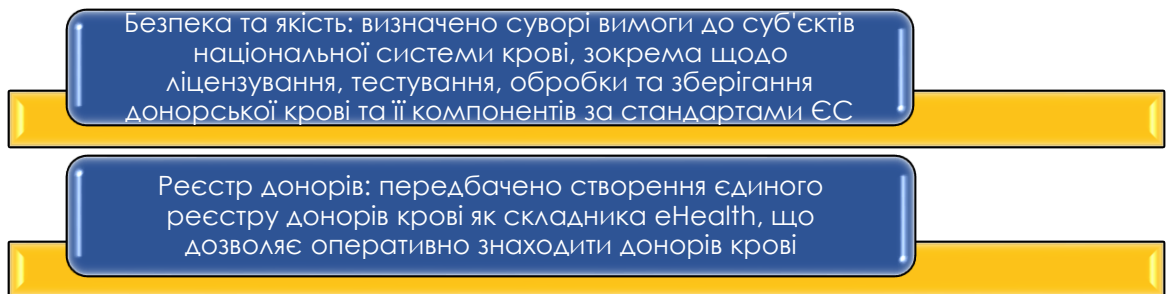 Безпека та якість: визначено суворі вимоги до суб'єктів
національної системи крові, зокрема щодо
ліцензування, тестування, обробки та зберігання
донорської крові та її компонентів за стандартами ЄС
Реєстр донорів: передбачено створення єдиного
реєстру донорів крові як складника eHealth, що
дозволяє оперативно знаходити донорів крові